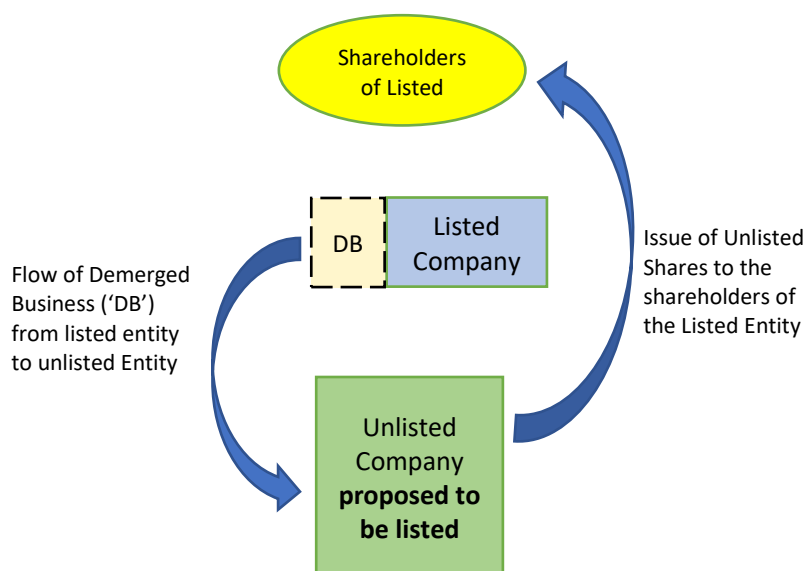 Shareholders
of Listed
DB
Listed
Company
Flow of Demerged
Business (‘DB’)
from listed entity
to unlisted Entity
Issue of Unlisted
Shares to the
shareholders of
the Listed Entity
Unlisted
Company
proposed to
be listed